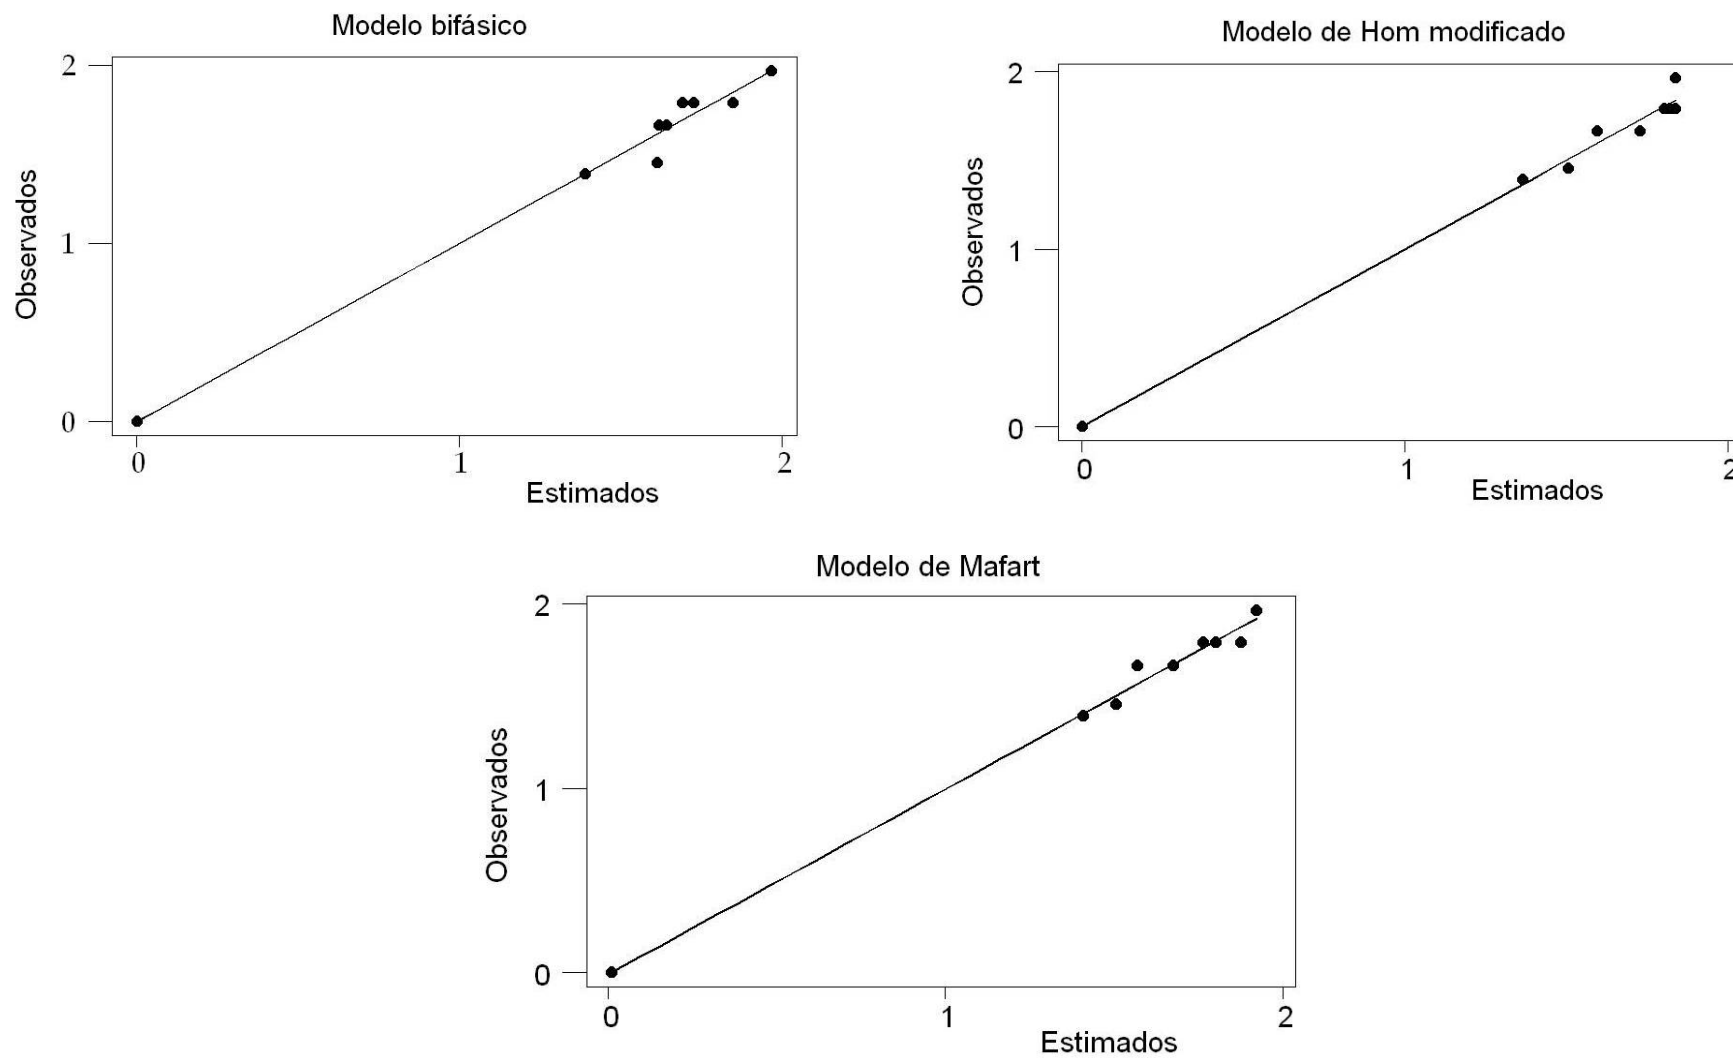 Modelo bifásico
2
1
0
Observados
0 1 2
Estimados
Modelo de Hom modificado
2
1
0
Observados
0 1 2
Estimados
Modelo de Mafart
2
1
0
Observados
0 1 2
Estimados